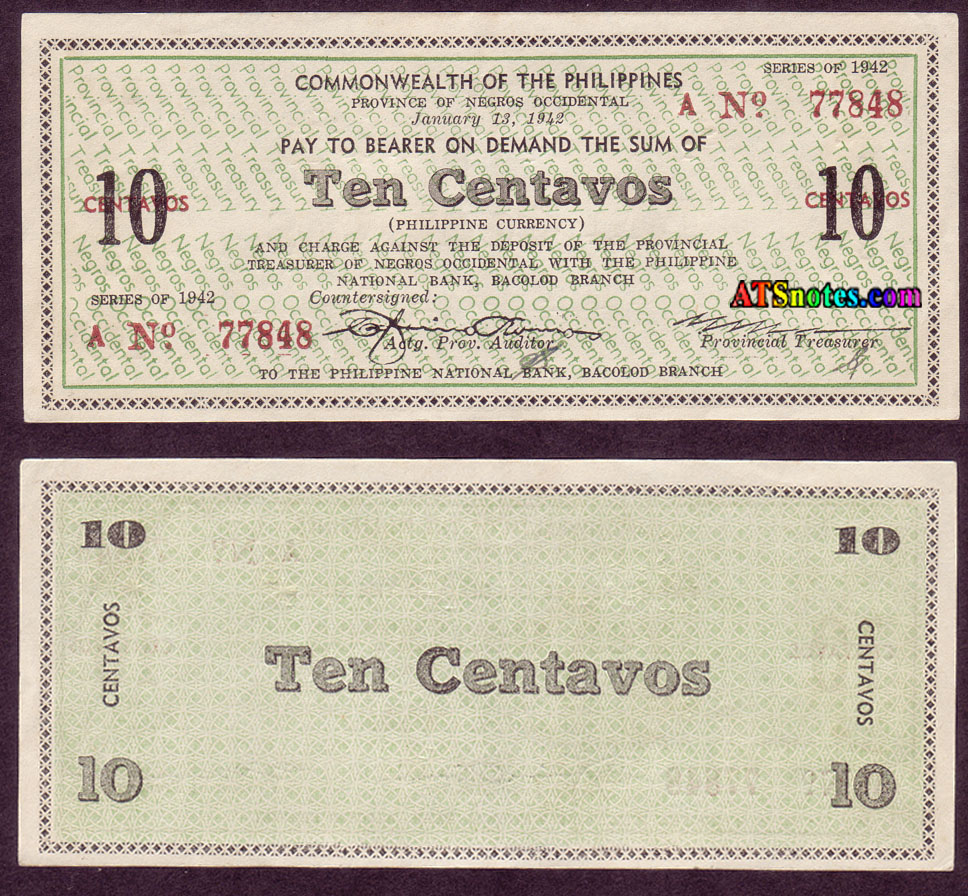 SERIES OF 1942
COMMONWEALTH OF THE PHILIPPINES
PROVINCE OF NEGROS OCCIDENTAL
A Nº 77848
January 13, 1942
PAY TO BEARER ON DEMAND THE SUM OF
10 CENTAVOS
Ten Centavos
10 CENTAVOS
(PHILIPPINE CURRENCY)
AND CHARGE AGAINST THE DEPOSIT OF THE PROVINCIAL
TREASURER OF NEGROS OCCIDENTAL WITH THE PHILIPPINE
NATIONAL BANK, BACOLOD BRANCH
SERIES OF 1942
Countersigned:
ATSnotes.com
A Nº 77848
Actg. Prov. Auditor
Provincial Treasurer
TO THE PHILIPPINE NATIONAL BANK, BACOLOD BRANCH
Provincial Treasury Negros Occidental
10
10
CENTAVOS
Ten Centavos
CENTAVOS
10
10